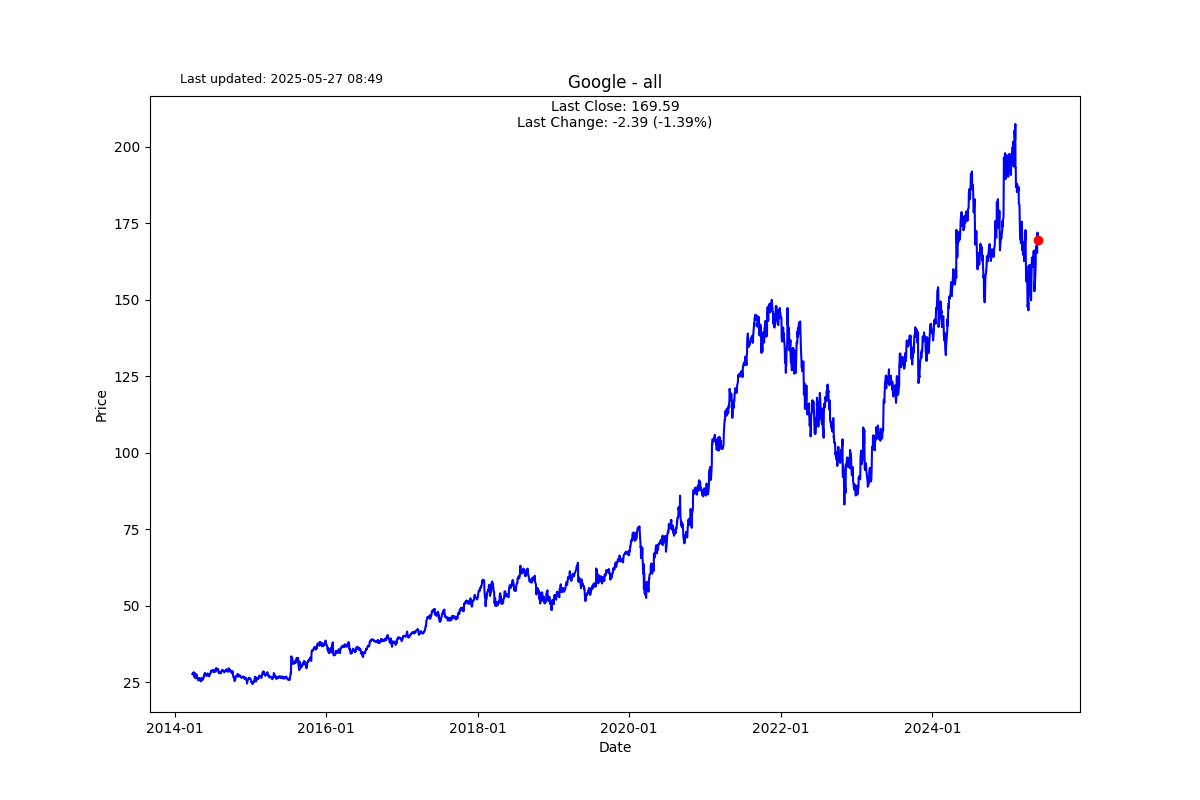 Last updated: 2025-05-27 08:49
Google - all
Last Close: 169.59
Last Change: -2.39 (-1.39%)
200
175
150
125
100
75
50
25
Price
2014-01 2016-01 2018-01 2020-01 2022-01 2024-01
Date